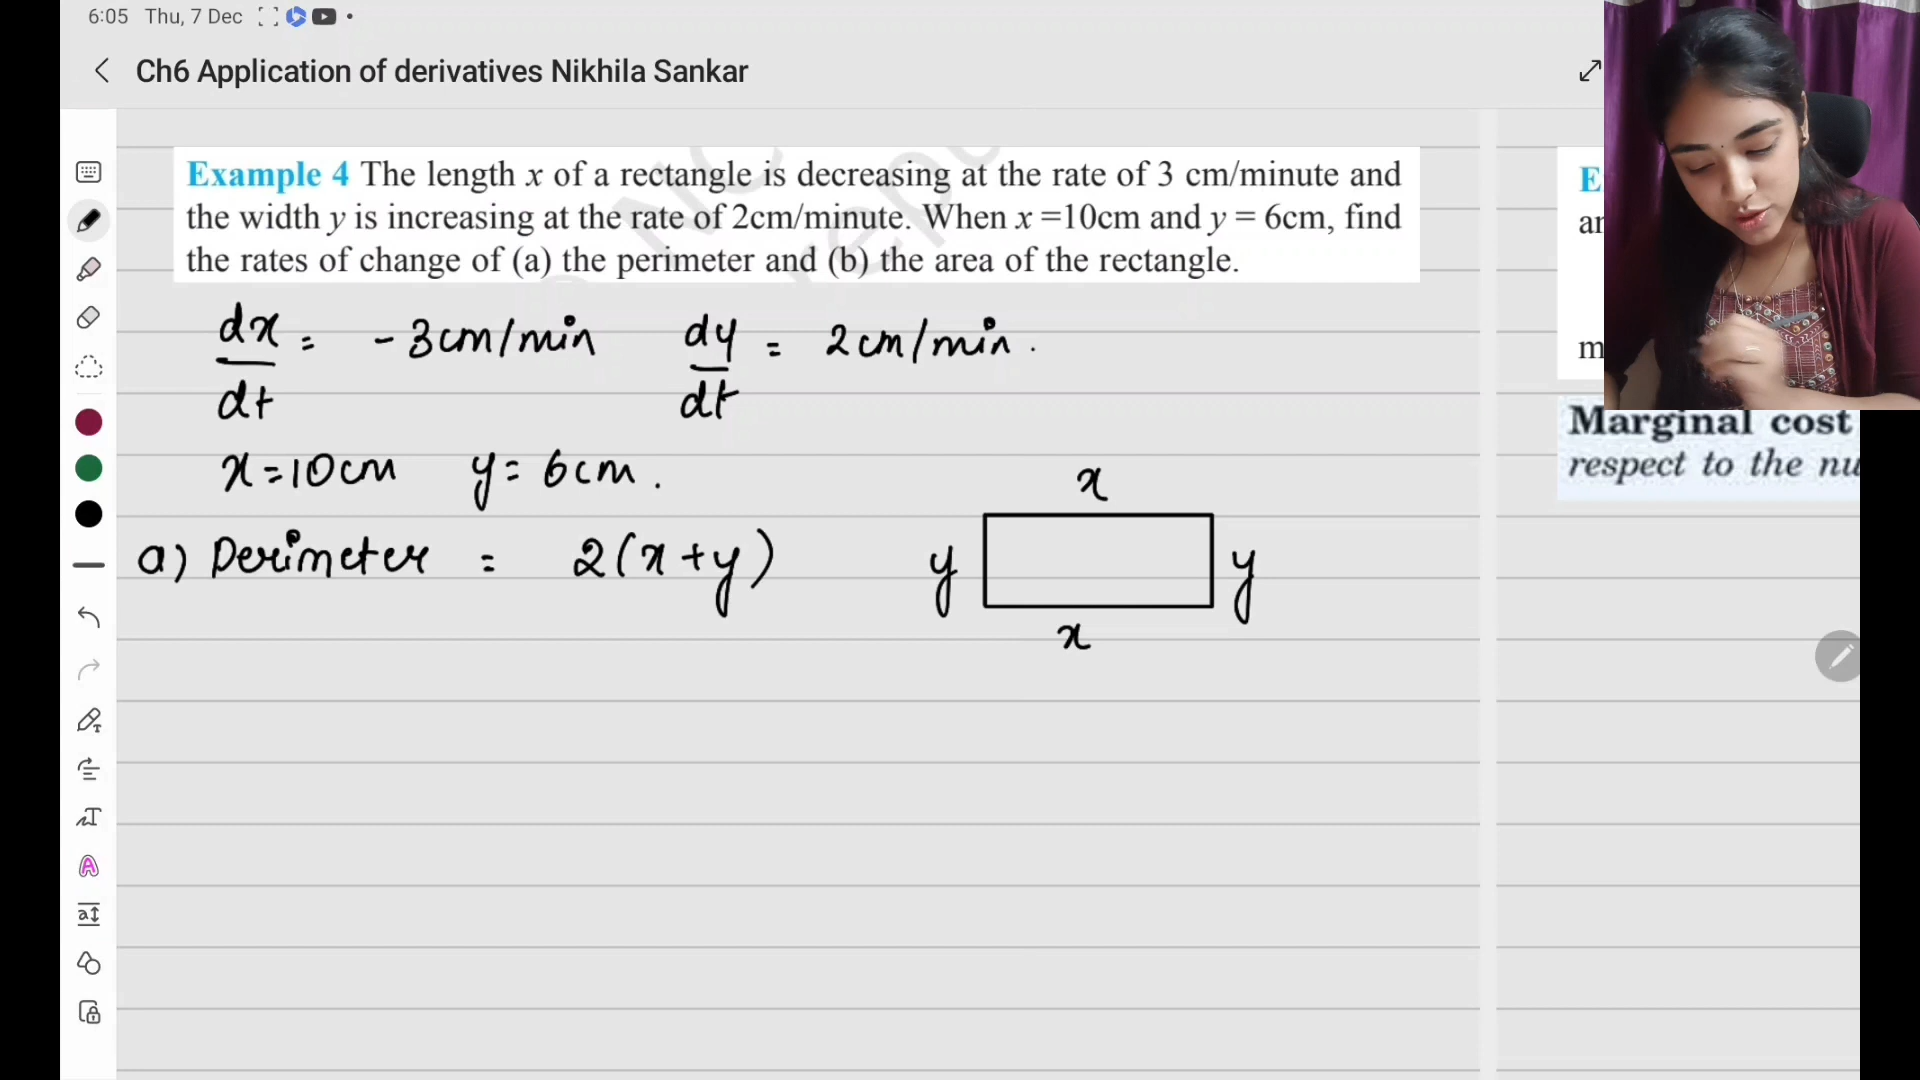 6:05 Thu, 7 Dec
Ch6 Application of derivatives Nikhila Sankar
Example 4 The length x of a rectangle is decreasing at the rate of 3 cm/minute and
the width y is increasing at the rate of 2cm/minute. When x =10cm and y = 6cm, find
the rates of change of (a) the perimeter and (b) the area of the rectangle.
dx/dt = -3cm/min dy/dt = 2cm/min.
x=10cm y= 6cm.
a) Perimeter = 2(x+y)
x
y y
x
E
ar
m
Marginal cost
respect to the nu